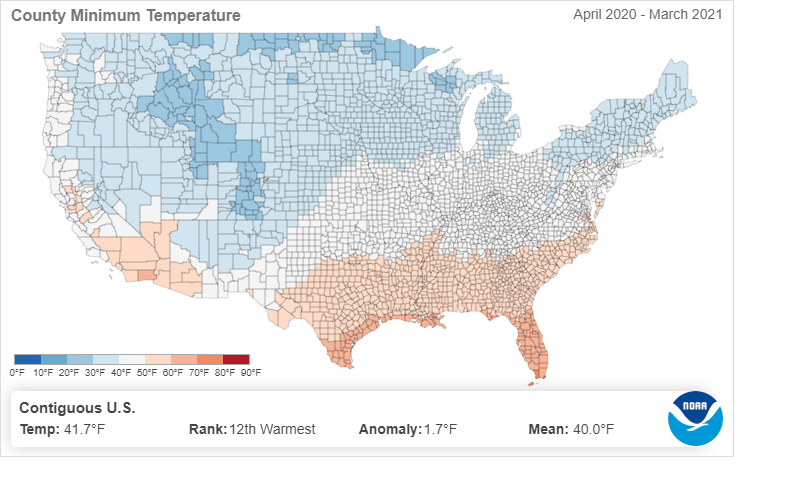 County Minimum Temperature
April 2020 - March 2021
0°F 10°F 20°F 30°F 40°F 50°F 60°F 70°F 80°F 90°F
Contiguous U.S.
Temp: 41.7°F Rank: 12th Warmest Anomaly: 1.7°F Mean: 40.0°F
NOAA